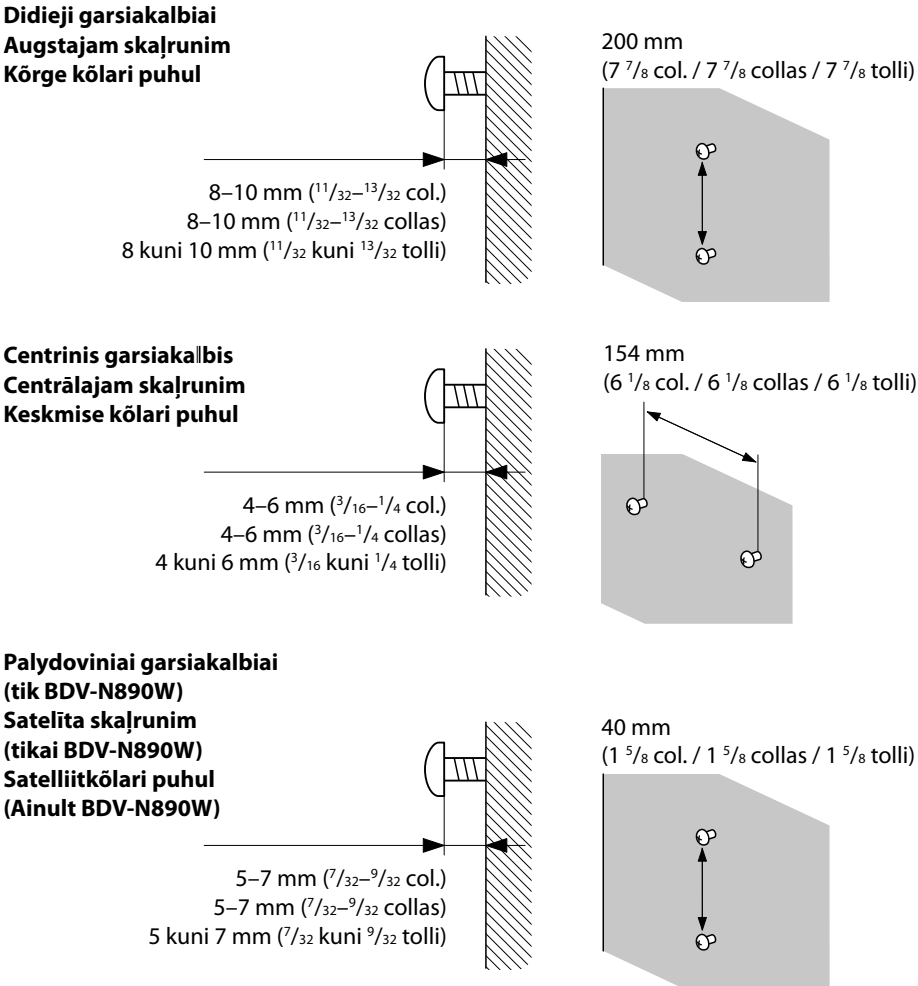 Didieji garsiakalbiai
Augstajam skaļrunim
Kõrge kõlari puhul
8–10 mm (11/32–13/32 col.)
8–10 mm (11/32–13/32 collas)
8 kuni 10 mm (11/32 kuni 13/32 tolli)
200 mm
(7 7/8 col. / 7 7/8 collas / 7 7/8 tolli)
Centrinis garsiakalbis
Centrālajam skaļrunim
Keskmise kõlari puhul
4–6 mm (3/16–1/4 col.)
4–6 mm (3/16–1/4 collas)
4 kuni 6 mm (3/16 kuni 1/4 tolli)
154 mm
(6 1/8 col. / 6 1/8 collas / 6 1/8 tolli)
Palydoviniai garsiakalbiai
(tik BDV-N890W)
Satelīta skaļrunim
(tikai BDV-N890W)
Satelliitkõlari puhul
(Ainult BDV-N890W)
5–7 mm (7/32–9/32 col.)
5–7 mm (7/32–9/32 collas)
5 kuni 7 mm (7/32 kuni 9/32 tolli)
40 mm
(1 5/8 col. / 1 5/8 collas / 1 5/8 tolli)